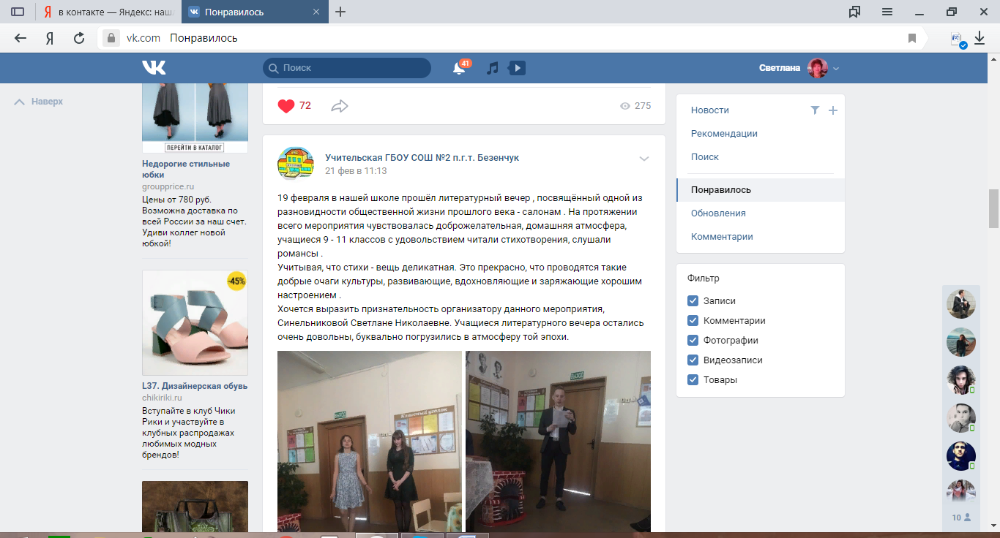 в контакте — Яндекс: наш
Понравилось
Я
vk.com Понравилось
Поиск
41
Светлана
Наверх
ПЕРЕЙТИ В КАТАЛОГ
Недорогие стильные
юбки
groupprice.ru
Цены от 780 руб.
Возможна доставка по
всей России за наш счет.
Удиви коллег новой
юбкой!
-45%
L37. Дизайнерская обувь
chikiriki.ru
Вступайте в клуб Чики
Рики и участвуйте в
клубных распродажах
любимых модных
брендов!
72
275
Учительская ГБОУ СОШ №2 п.г.т. Безенчук
21 фев в 11:13
19 февраля в нашей школе прошёл литературный вечер , посвящённый одной из
разновидности общественной жизни прошлого века - салонам . На протяжении
всего мероприятия чувствовалась доброжелательная, домашняя атмосфера,
учащиеся 9 - 11 классов с удовольствием читали стихотворения, слушали
романсы .
Учитывая, что стихи - вещь деликатная. Это прекрасно, что проводятся такие
добрые очаги культуры, развивающие, вдохновляющие и заряжающие хорошим
настроением .
Хочется выразить признательность организатору данного мероприятия,
Синельниковой Светлане Николаевне. Учащиеся литературного вечера остались
очень довольны, буквально погрузились в атмосферу той эпохи.
ВЫХОД
Классный уголок
ВЫХОД
Новости
Рекомендации
Поиск
Понравилось
Обновления
Комментарии
Фильтр
Записи
Комментарии
Фотографии
Видеозаписи
Товары
10